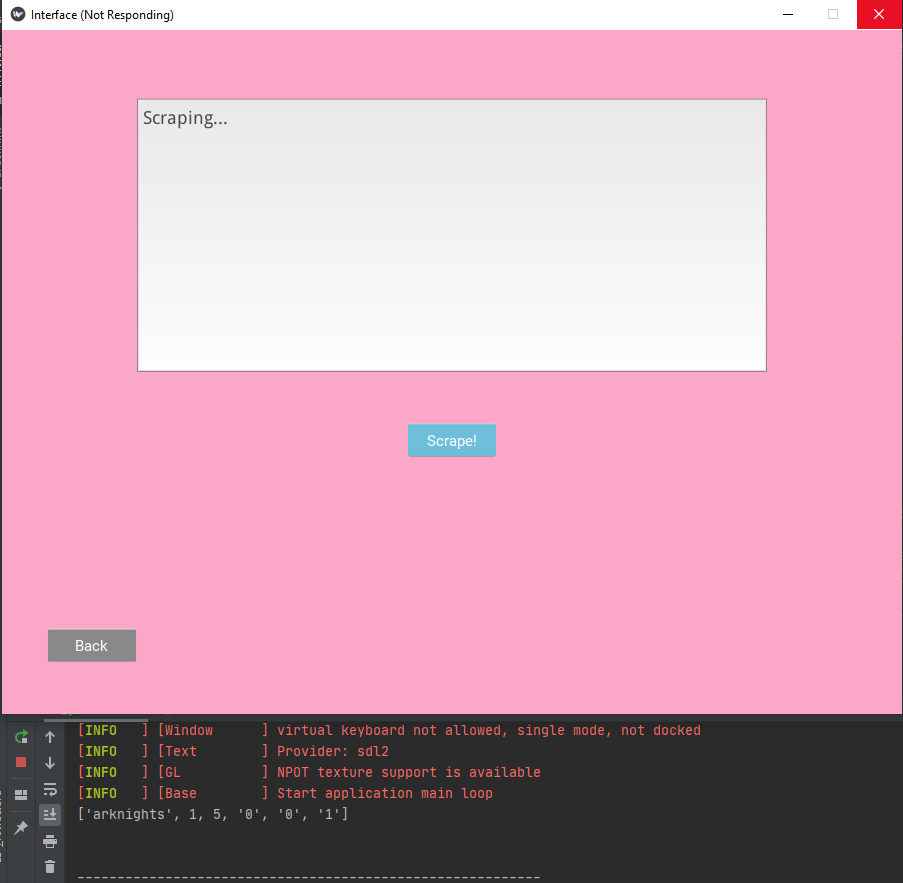 Interface (Not Responding)
Scraping...
Scrape!
Back
[INFO   ] [Window      ] virtual keyboard not allowed, single mode, not docked
[INFO   ] [Text        ] Provider: sdl2
[INFO   ] [GL          ] NPOT texture support is available
[INFO   ] [Base        ] Start application main loop
['arknights', 1, 5, '0', '0', '1']
----------------------------------------------------------